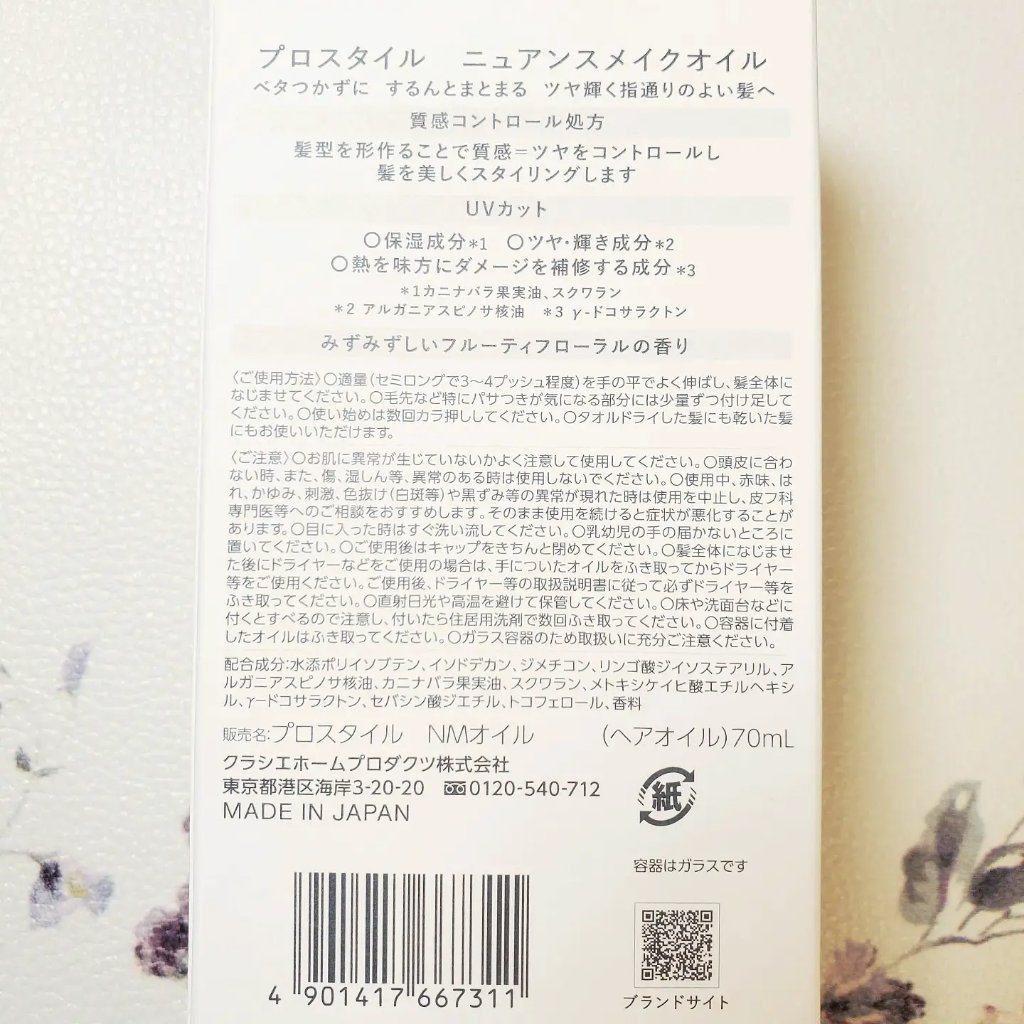 プロスタイル ニュアンスメイクオイル
ベタつかずに するんとまとまる ツヤ輝く指通りのよい髪へ
質感コントロール処方
髪型を形作ることで質感=ツヤをコントロールし
髪を美しくスタイリングします
UVカット
〇保湿成分*1 〇ツヤ・輝き成分*2
〇熱を味方にダメージを補修する成分*3
*1カニナバラ果実油、スクワラン
*2 アルガニアスピノサ核油 *3 γ-ドコサラクトン
みずみずしいフルーティフローラルの香り
〈ご使用方法〉〇適量(セミロングで3〜4プッシュ程度)を手の平でよく伸ばし、髪全体に
なじませてください。〇毛先など特にパサつきが気になる部分には少量ずつ付け足して
ください。〇使い始めは数回カラ押ししてください。〇タオルドライした髪にも乾いた髪
にもお使いいただけます。
〈ご注意〉〇お肌に異常が生じていないかよく注意して使用してください。〇頭皮に合わ
ない時、また、傷、湿しん等、異常のある時は使用しないでください。〇使用中、赤味、は
れ、かゆみ、刺激、色抜け(白斑等)や黒ずみ等の異常が現れた時は使用を中止し、皮フ科
専門医等へのご相談をおすすめします。そのまま使用を続けると症状が悪化することが
あります。〇目に入った時はすぐ洗い流してください。〇乳幼児の手の届かないところに
置いてください。〇ご使用後はキャップをきちんと閉めてください。〇髪全体になじませ
た後にドライヤーなどをご使用の場合は、手についたオイルをふき取ってからドライヤー
等をご使用ください。ご使用後、ドライヤー等の取扱説明書に従って必ずドライヤー等を
ふき取ってください。〇直射日光や高温を避けて保管してください。〇床や洗面台などに
付くとすべるので注意し、付いたら住居用洗剤で数回ふき取ってください。〇容器に付着
したオイルはふき取ってください。〇ガラス容器のため取扱いに充分ご注意ください。
配合成分:水添ポリイソブテン、イソドデカン、ジメチコン、リンゴ酸ジイソステアリル、ア
ルガニアスピノサ核油、カニナバラ果実油、スクワラン、メトキシケイヒ酸エチルヘキシ
ル、γ-ドコサラクトン、セバシン酸ジエチル、トコフェロール、香料
販売名:プロスタイル NMオイル (ヘアオイル)70mL
クラシエホームプロダクツ株式会社
東京都港区海岸3-20-20 0120-540-712
MADE IN JAPAN
紙
容器はガラスです
4 901417 667311
ブランドサイト